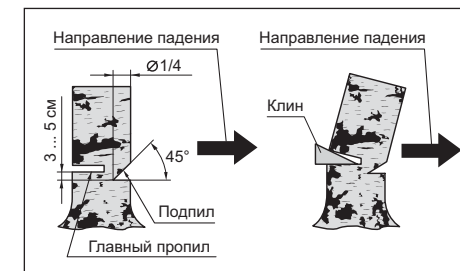 Направление падения
Направление падения
Ø1/4
Клин
3 ... 5 см
45°
Подпил
Главный пропил